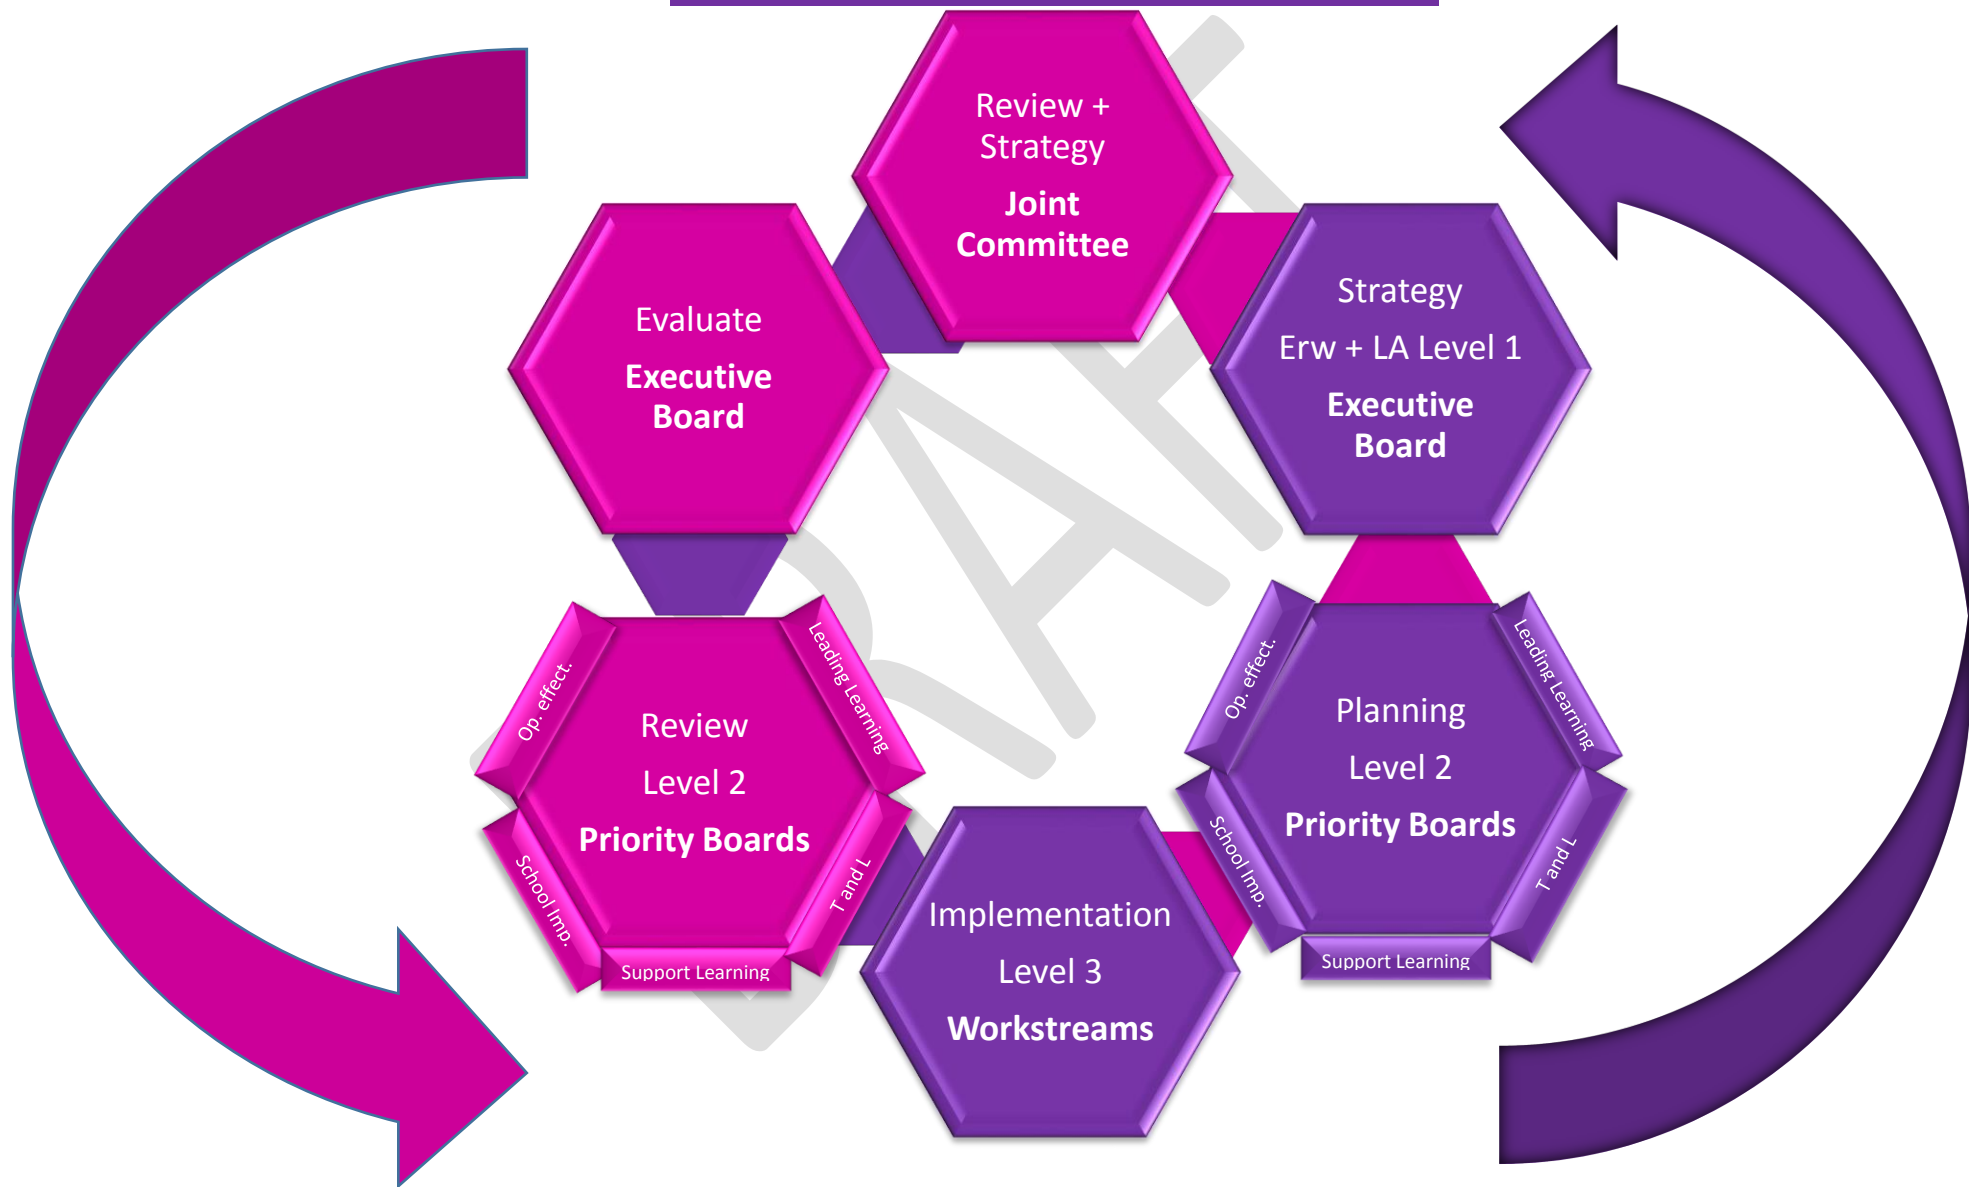 Review +
Strategy
Joint
Committee
Strategy
Erw + LA Level 1
Executive
Board
Op. effect.
Leading Learning
Planning
Level 2
Priority Boards
School Imp.
T and L
Support Learning
Implementation
Level 3
Workstreams
Op. effect.
Leading Learning
Review
Level 2
Priority Boards
School Imp.
T and L
Support Learning
Evaluate
Executive
Board
DRAFT